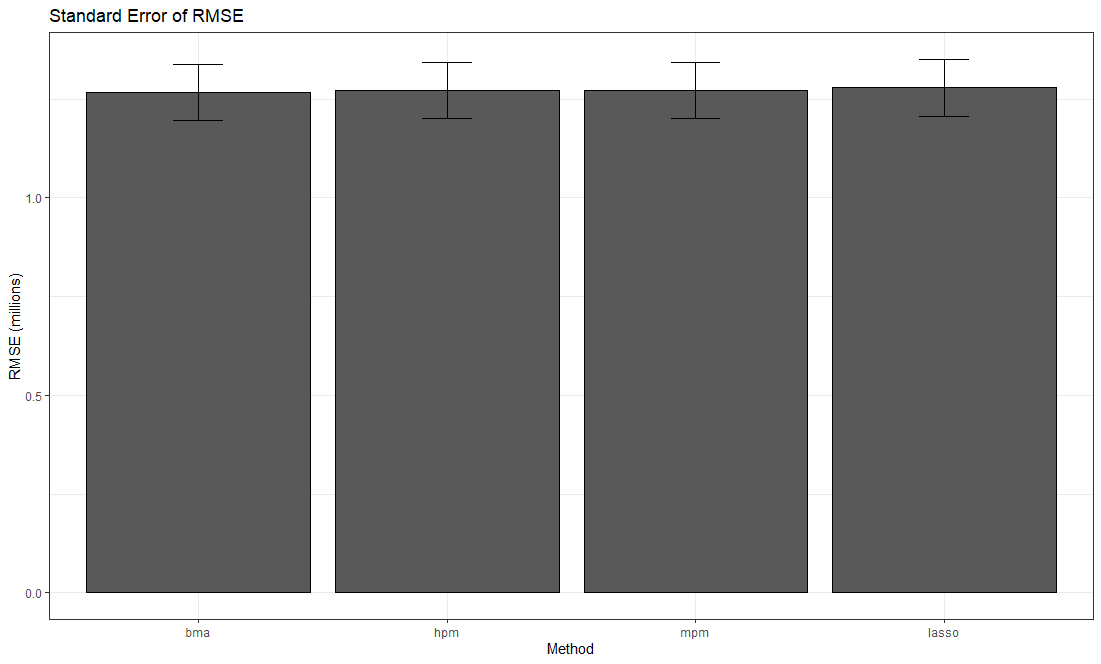 Standard Error of RMSE
RMSE (millions)
1.0
0.5
0.0
bma hpm mpm lasso
Method